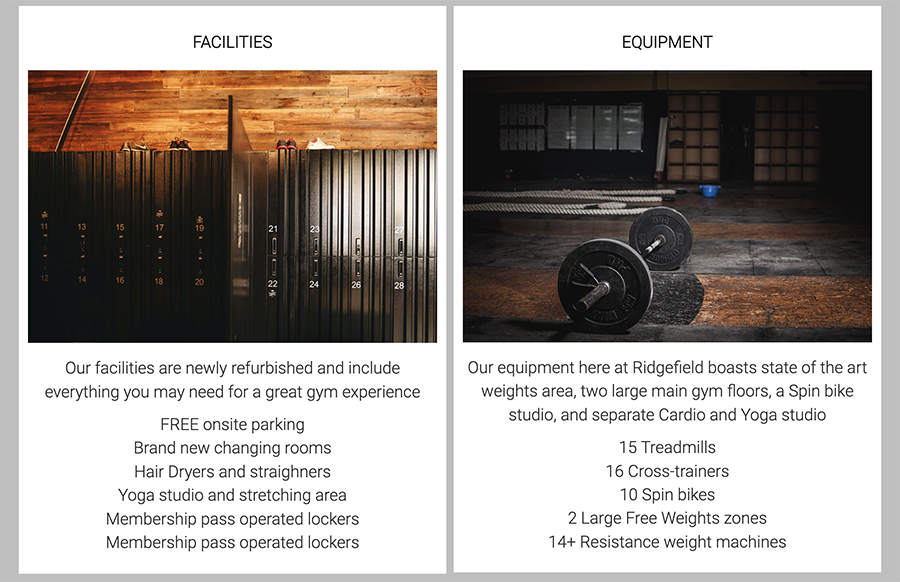 FACILITIES
11 13 15 17 19 21 23 27
12 14 16 18 20 22 24 26 28
Our facilities are newly refurbished and include
everything you may need for a great gym experience
FREE onsite parking
Brand new changing rooms
Hair Dryers and straighners
Yoga studio and stretching area
Membership pass operated lockers
Membership pass operated lockers
EQUIPMENT
Our equipment here at Ridgefield boasts state of the art
weights area, two large main gym floors, a Spin bike
studio, and separate Cardio and Yoga studio
15 Treadmills
16 Cross-trainers
10 Spin bikes
2 Large Free Weights zones
14+ Resistance weight machines